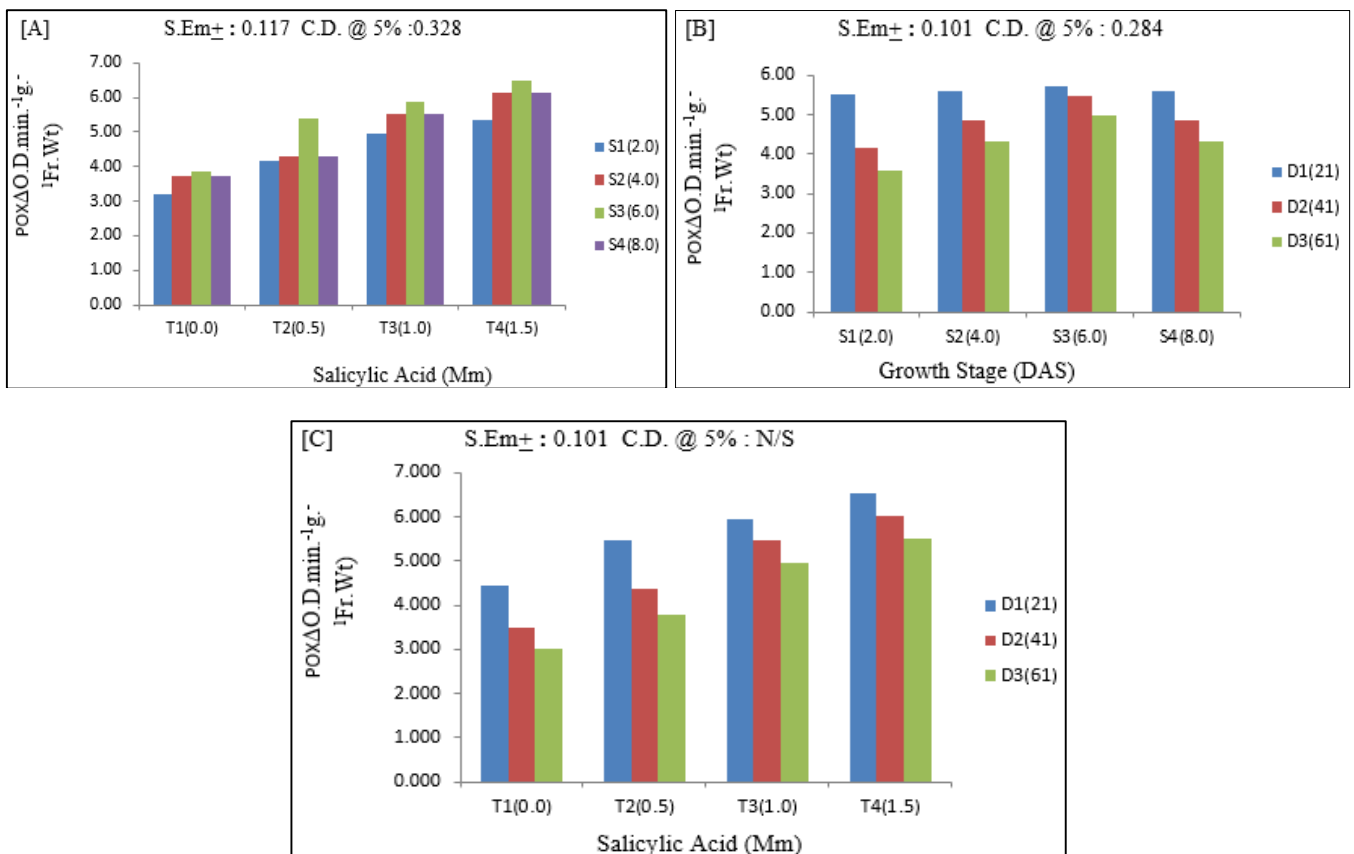 [A] S.Em+ : 0.117 C.D. @ 5% :0.328
POXΔO.D.min.-1g.-
1Fr.Wt)
7.00
6.00
5.00
4.00
3.00
2.00
1.00
0.00
T1(0.0) T2(0.5) T3(1.0) T4(1.5)
Salicylic Acid (Mm)
S1(2.0)
S2(4.0)
S3(6.0)
S4(8.0)
[B] S.Em+ : 0.101 C.D. @ 5% : 0.284
POXΔO.D.min.-1g.-
1Fr.Wt)
6.00
5.00
4.00
3.00
2.00
1.00
0.00
S1(2.0) S2(4.0) S3(6.0) S4(8.0)
Growth Stage (DAS)
D1(21)
D2(41)
D3(61)
[C] S.Em+ : 0.101 C.D. @ 5% : N/S
POXΔO.D.min.-1g.-
1Fr.Wt)
7.000
6.000
5.000
4.000
3.000
2.000
1.000
0.000
T1(0.0) T2(0.5) T3(1.0) T4(1.5)
Salicylic Acid (Mm)
D1(21)
D2(41)
D3(61)